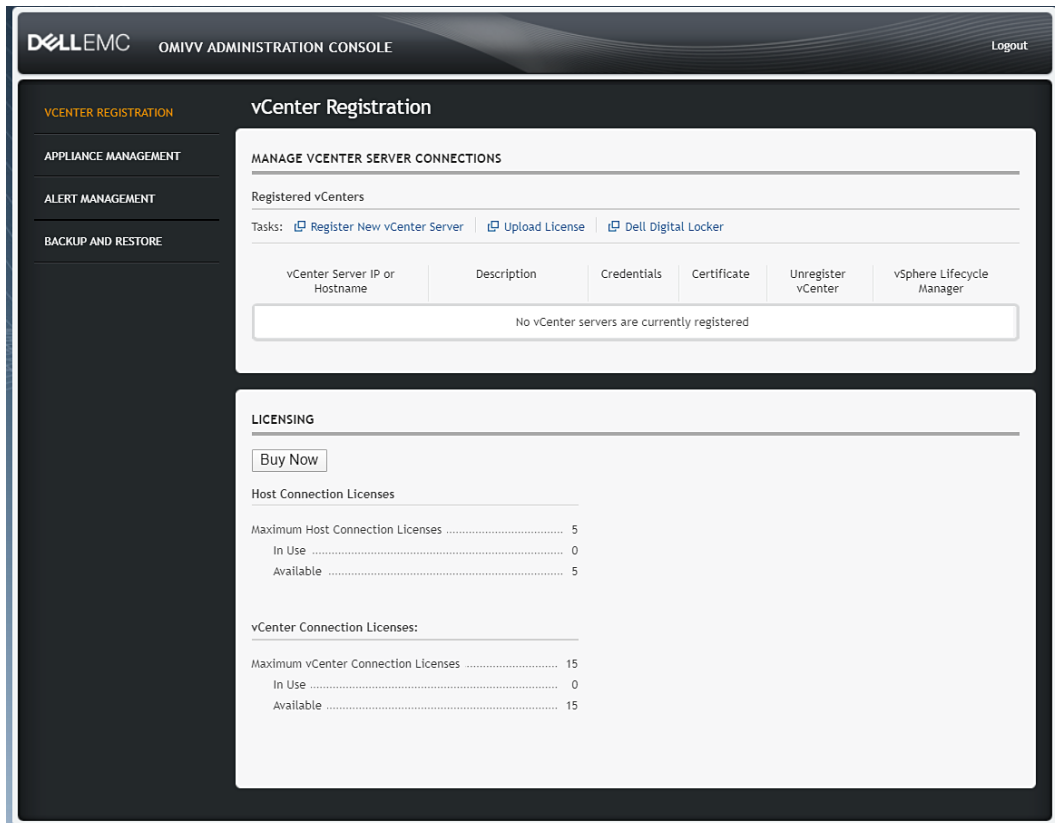 DELLEMC OMIVV ADMINISTRATION CONSOLE Logout
VCENTER REGISTRATION
APPLIANCE MANAGEMENT
ALERT MANAGEMENT
BACKUP AND RESTORE
vCenter Registration
MANAGE VCENTER SERVER CONNECTIONS
Registered vCenters
Tasks: Register New vCenter Server Upload License Dell Digital Locker
vCenter Server IP or Hostname Description Credentials Certificate Unregister vCenter vSphere Lifecycle Manager
No vCenter servers are currently registered
LICENSING
Buy Now
Host Connection Licenses
Maximum Host Connection Licenses 5
In Use 0
Available 5
vCenter Connection Licenses:
Maximum vCenter Connection Licenses 15
In Use 0
Available 15